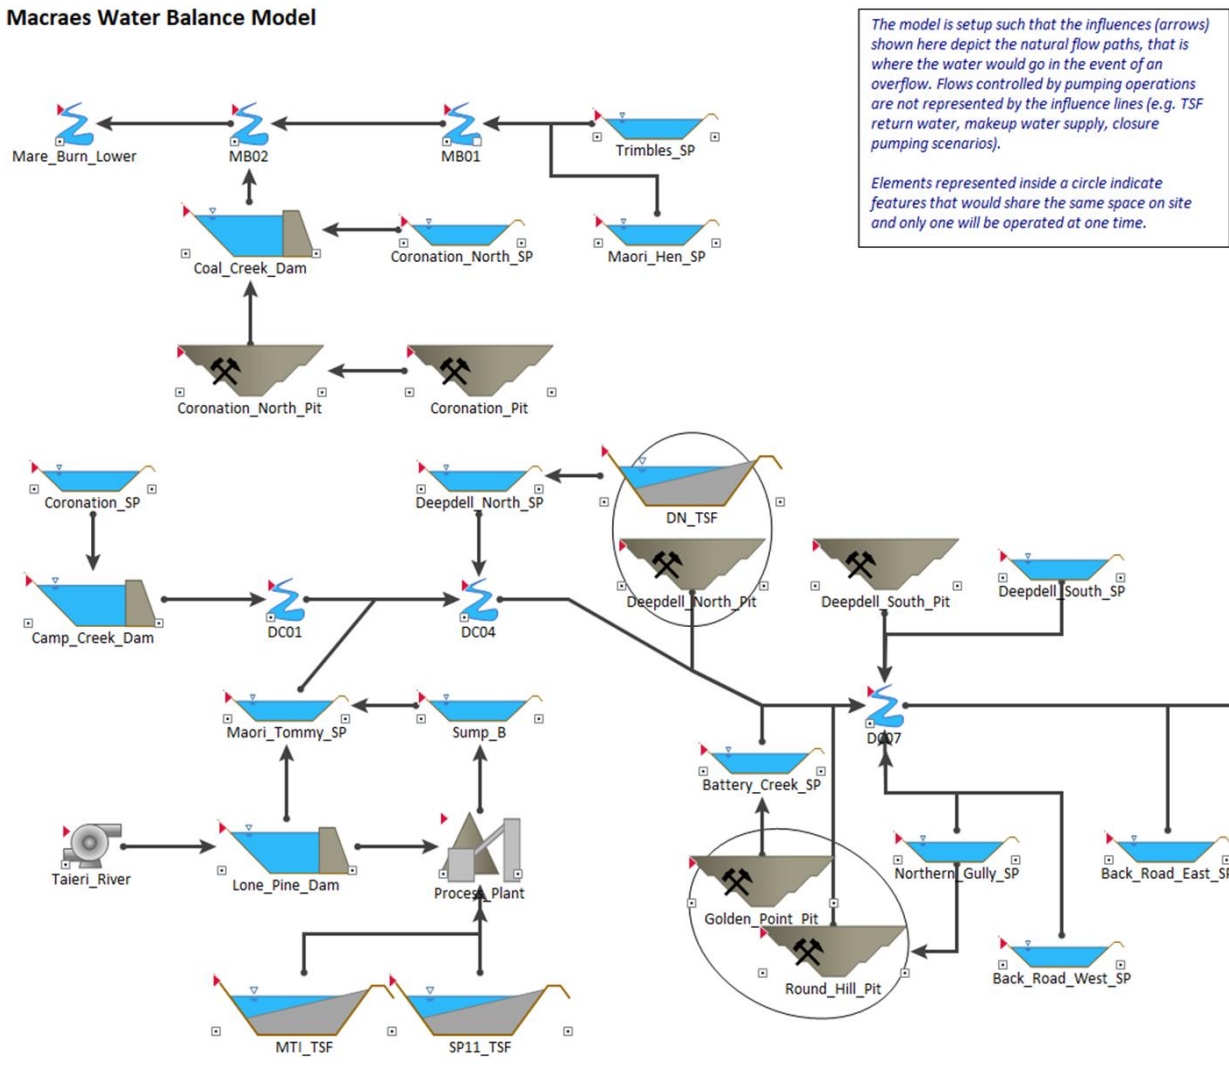 Macraes Water Balance Model
The model is setup such that the influences (arrows)
shown here depict the natural flow paths, that is
where the water would go in the event of an
overflow. Flows controlled by pumping operations
are not represented by the influence lines (e.g. TSF
return water, makeup water supply, closure
pumping scenarios).
Elements represented inside a circle indicate
features that would share the same space on site
and only one will be operated at one time.
Mare_Burn_Lower
MB02
MB01
Trimbles_SP
Coal_Creek_Dam
Coronation_North_SP
Maori_Hen_SP
Coronation_North_Pit
Coronation_Pit
Coronation_SP
Deepdell_North_SP
DN_TSF
Camp_Creek_Dam
DC01
DC04
Deepdell_North_Pit
Deepdell_South_Pit
Deepdell_South_SP
Maori_Tommy_SP
Sump_B
DC07
Battery_Creek_SP
Taieri_River
Lone_Pine_Dam
Process_Plant
Northern_Gully_SP
Back_Road_East_SP
Golden_Point_Pit
Round_Hill_Pit
Back_Road_West_SP
MTI_TSF
SP11_TSF